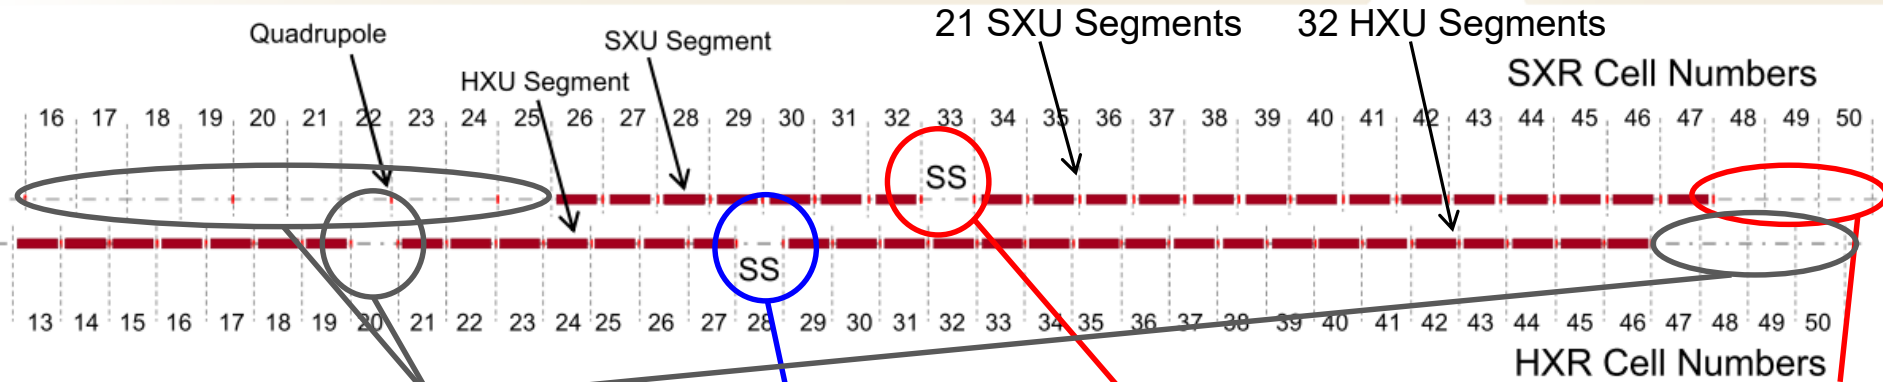 21 SXU Segments 32 HXU Segments
Quadrupole
SXU Segment
HXU Segment
SXR Cell Numbers
16 17 18 19 20 21 22 23 24 25 26 27 28 29 30 31 32 33 34 35 36 37 38 39 40 41 42 43 44 45 46 47 48 49 50
SS
SS
13 14 15 16 17 18 19 20 21 22 23 24 25 26 27 28 29 30 31 32 33 34 35 36 37 38 39 40 41 42 43 44 45 46 47 48 49 50
HXR Cell Numbers